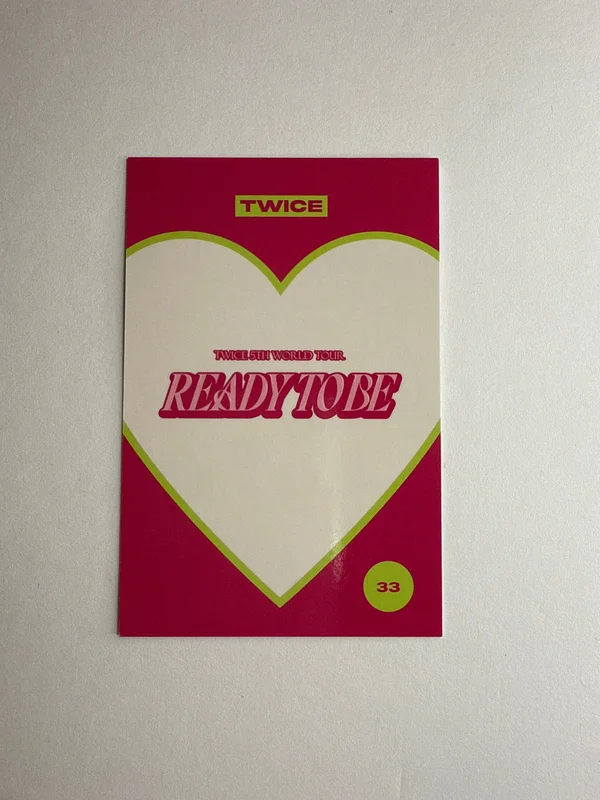 TWICE
TWICE 5TH WORLD TOUR
READY TO BE
33